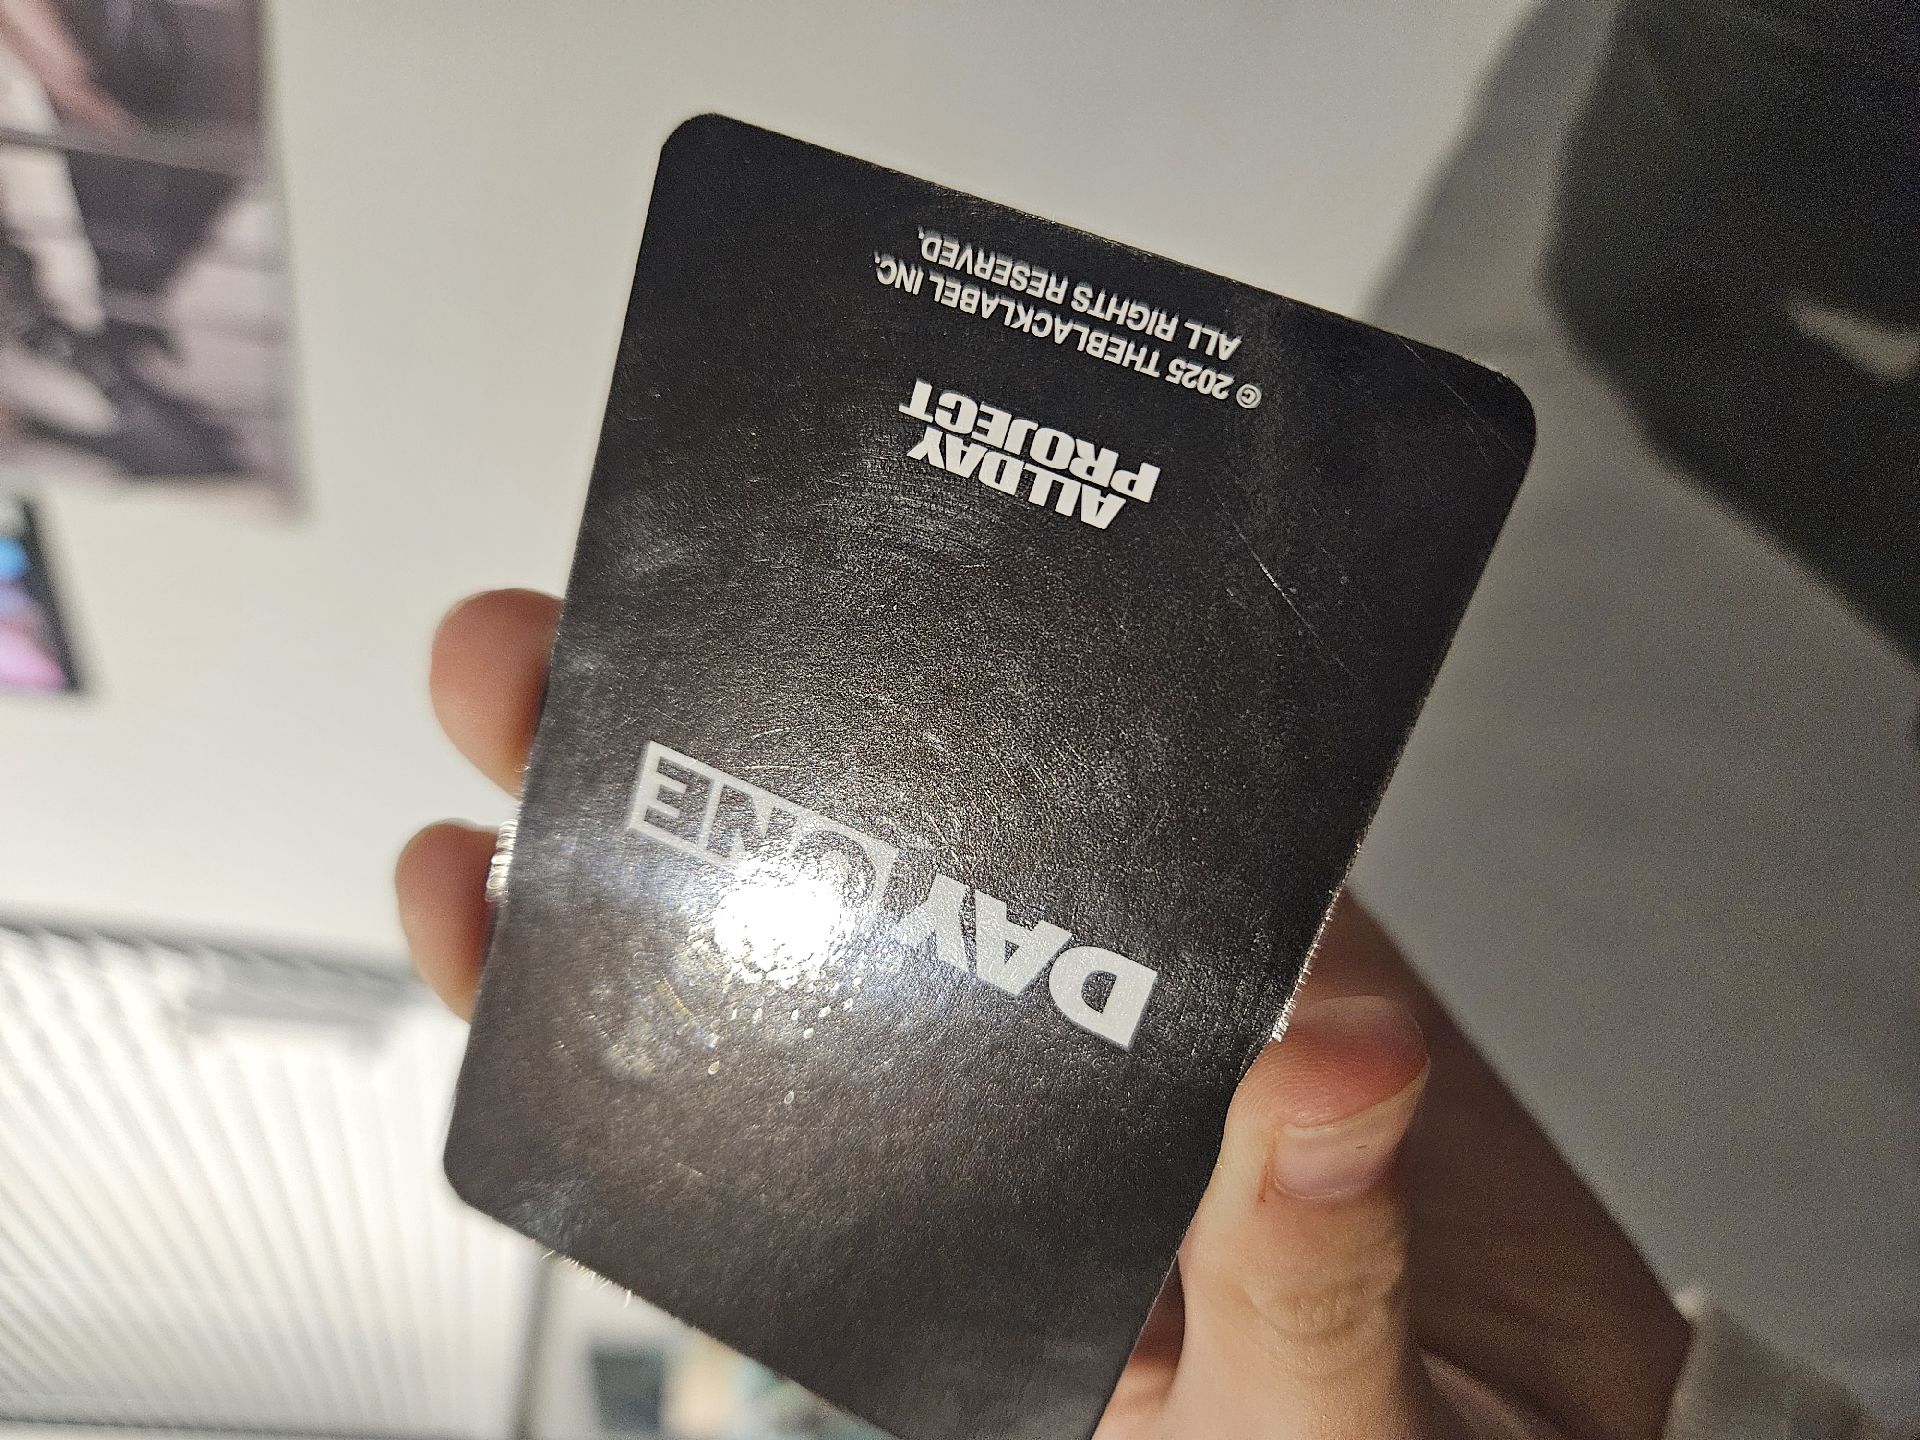 DAY ONE
ALLDAY
PROJECT
© 2025 THEBLACKLABEL INC.
ALL RIGHTS RESERVED.